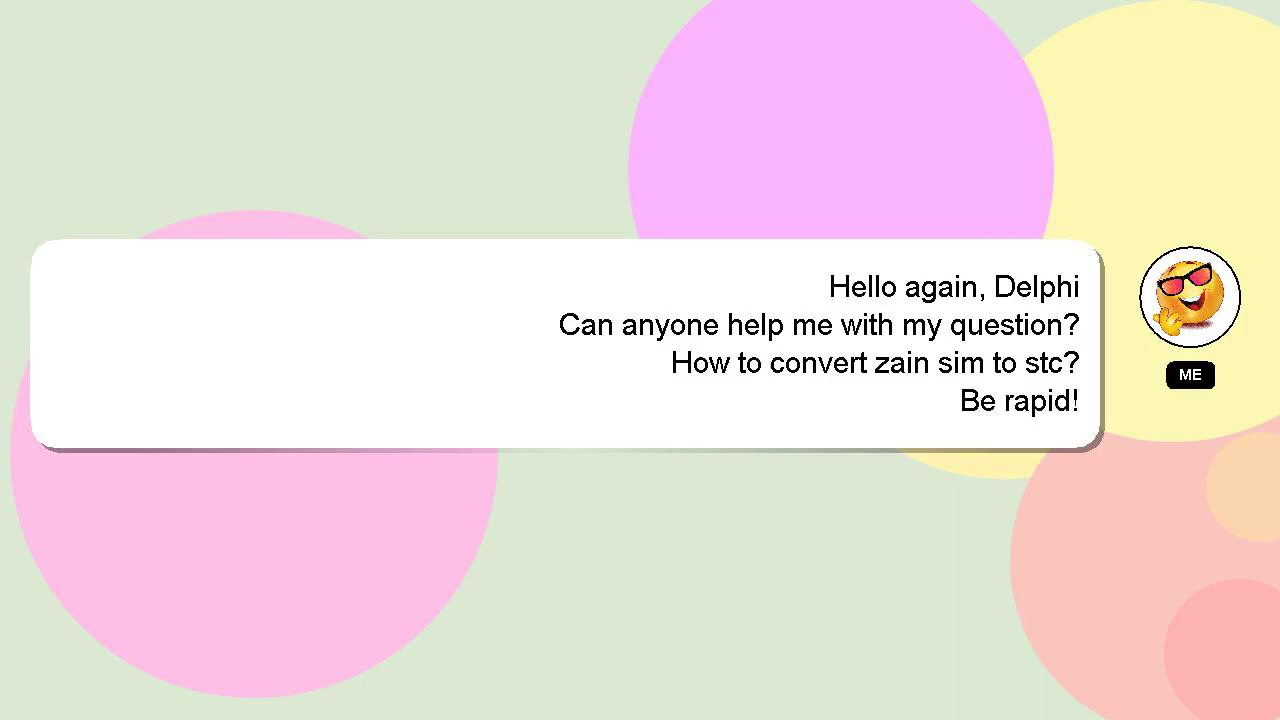 Hello again, Delphi
Can anyone help me with my question?
How to convert zain sim to stc?
Be rapid!
ME